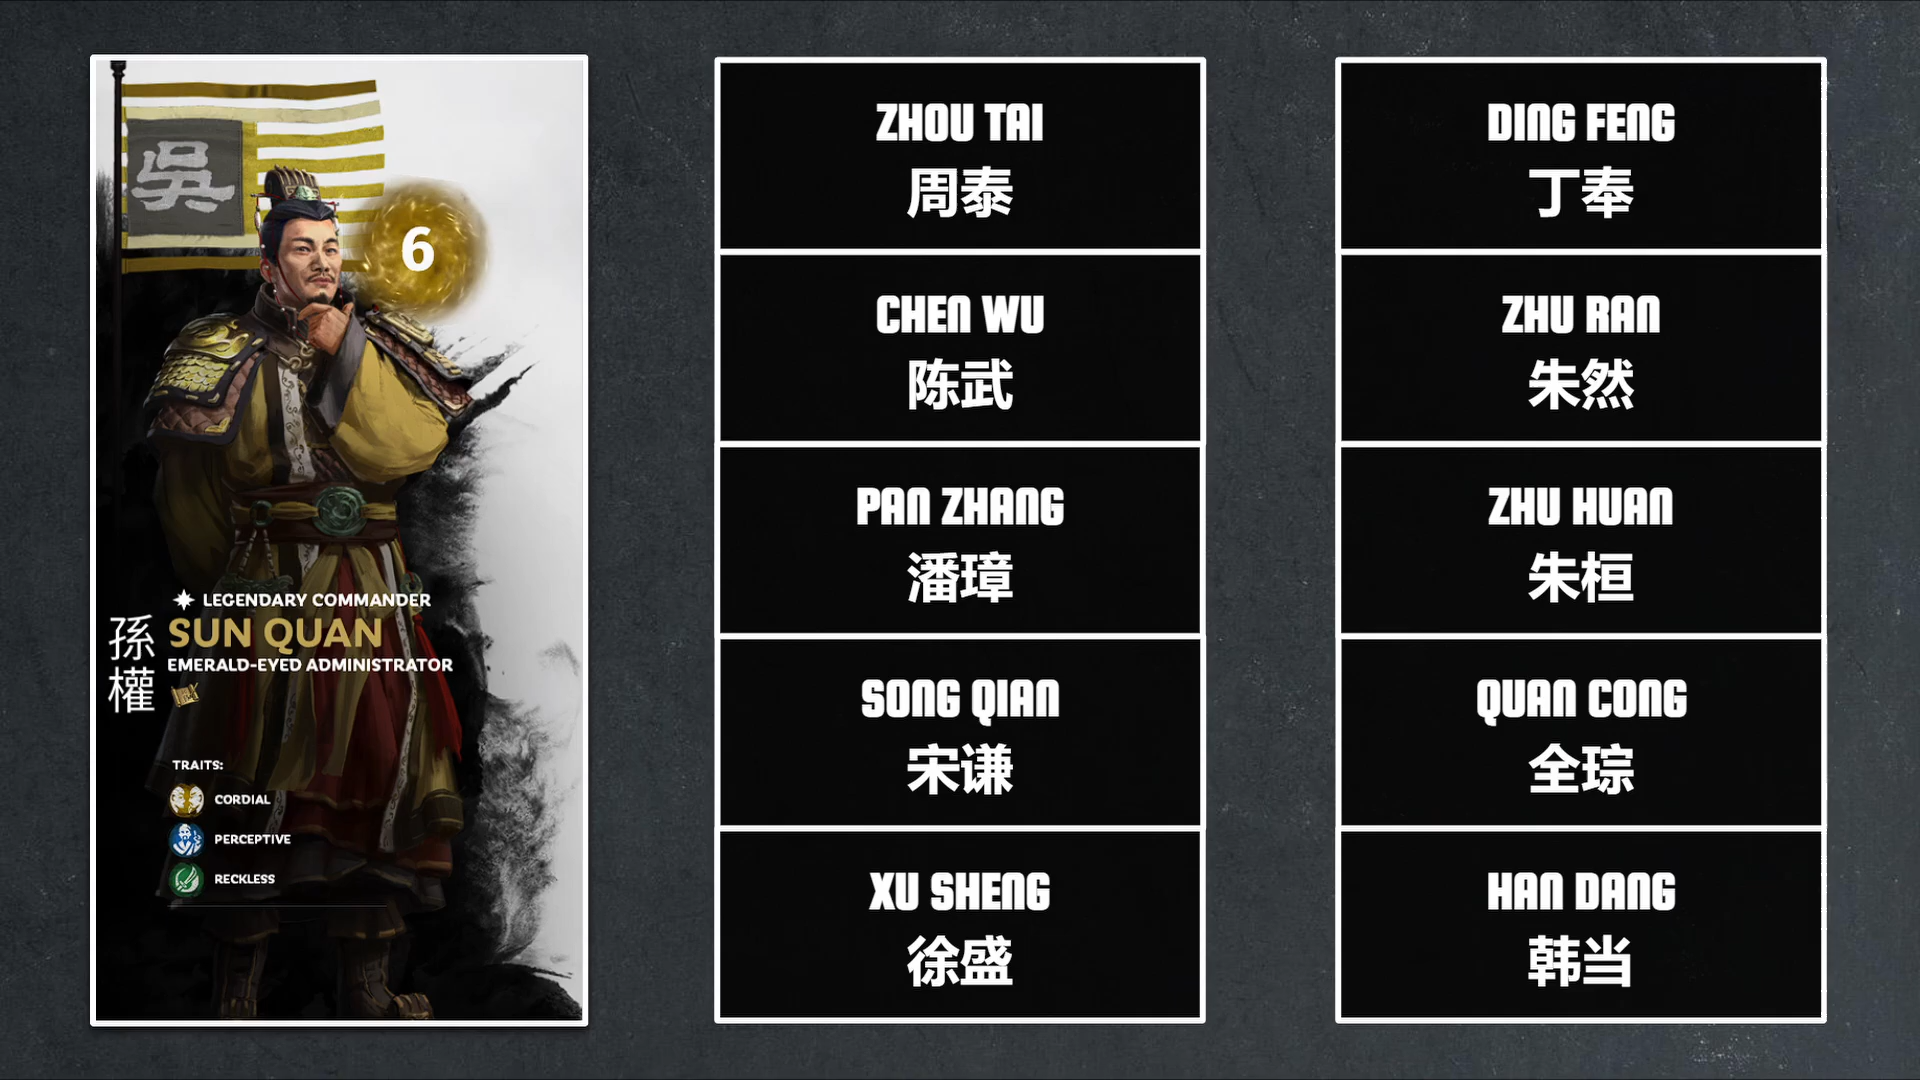 吳
6
LEGENDARY COMMANDER
孫權
SUN QUAN
EMERALD-EYED ADMINISTRATOR
TRAITS:
CORDIAL
PERCEPTIVE
RECKLESS
ZHOU TAI
周泰
CHEN WU
陈武
PAN ZHANG
潘璋
SONG QIAN
宋谦
XU SHENG
徐盛
DING FENG
丁奉
ZHU RAN
朱然
ZHU HUAN
朱桓
QUAN CONG
全琮
HAN DANG
韩当